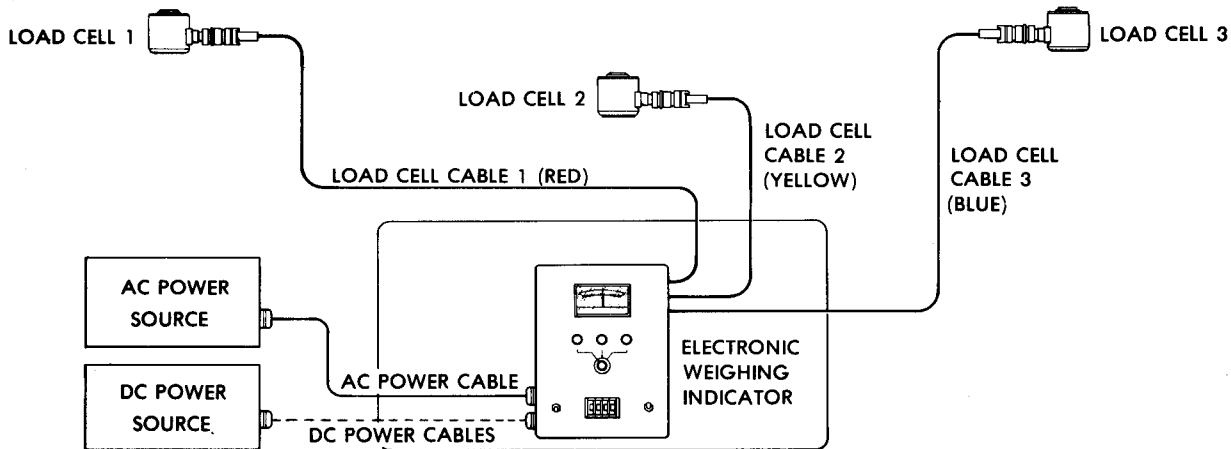 LOAD CELL 1
LOAD CELL 3
LOAD CELL 2
LOAD CELL
CABLE 2
(YELLOW)
LOAD CELL
CABLE 3
(BLUE)
LOAD CELL CABLE 1 (RED)
AC POWER
SOURCE
ELECTRONIC
WEIGHING
INDICATOR
AC POWER CABLE
DC POWER
SOURCE
DC POWER CABLES